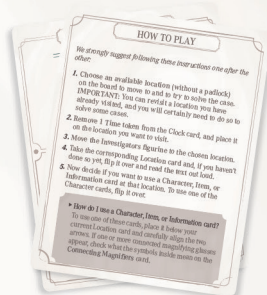 HOW TO PLAY
We strongly suggest following these instructions one after the
other:
1. Choose an available location (without a padlock)
on the board to move to and to try to solve the case.
IMPORTANT: You can revisit a location you have
already visited, and you will certainly need to do so to
solve some cases.
2. Remove 1 Time token from the Clock card, and place it
on the location you want to visit.
3. Move the Investigators figurine to the chosen location.
4. Take the corresponding Location card and, if you haven't
done so yet, flip it over and read the text out loud.
5. Now decide if you want to use a Character, Item, or
Information card at that location. To use one of the
Character cards, flip it over.
▸ How do I use a Character, Item, or Information card?
To use one of these cards, place it below your
current Location card and carefully align the two
arrows. If one or more connected magnifying glasses
appear, check what the symbols inside mean on the
Connecting Magnifiers card.